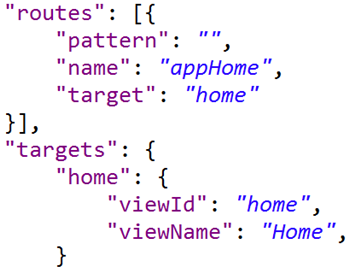 "routes": [{
    "pattern": "",
    "name": "appHome",
    "target": "home"
}],
"targets": {
    "home": {
        "viewId": "home",
        "viewName": "Home",
    }